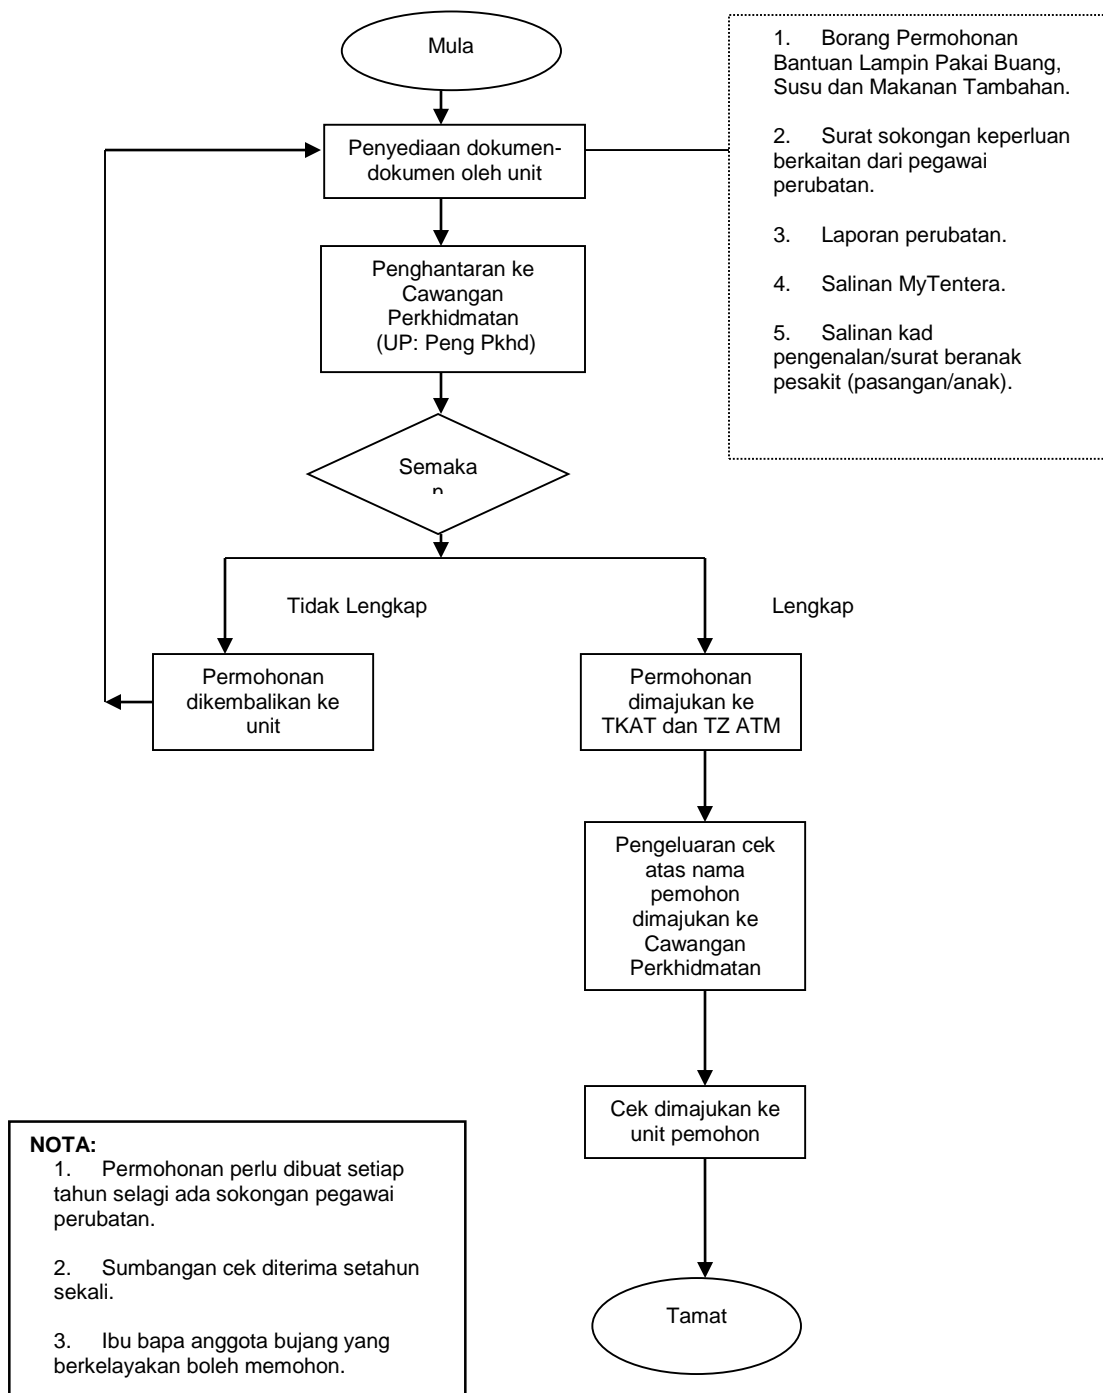 Mula
Penyediaan dokumen-
dokumen oleh unit
1. Borang Permohonan
Bantuan Lampin Pakai Buang,
Susu dan Makanan Tambahan.
2. Surat sokongan keperluan
berkaitan dari pegawai
perubatan.
3. Laporan perubatan.
4. Salinan MyTentera.
5. Salinan kad
pengenalan/surat beranak
pesakit (pasangan/anak).
Penghantaran ke
Cawangan
Perkhidmatan
(UP: Peng Pkhd)
Semaka
n
Tidak Lengkap
Lengkap
Permohonan
dikembalikan ke
unit
Permohonan
dimajukan ke
TKAT dan TZ ATM
Pengeluaran cek
atas nama
pemohon
dimajukan ke
Cawangan
Perkhidmatan
Cek dimajukan ke
unit pemohon
Tamat
NOTA:
1. Permohonan perlu dibuat setiap
tahun selagi ada sokongan pegawai
perubatan.
2. Sumbangan cek diterima setahun
sekali.
3. Ibu bapa anggota bujang yang
berkelayakan boleh memohon.